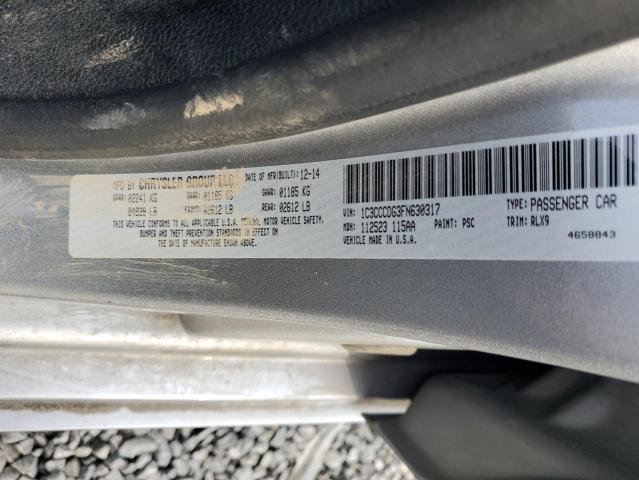 MFD BY CHRYSLER GROUP LLC DATE OF MFR(BUILT): 12-14
GVWR: 02241 KG GAWR: 01185 KG GAWR: 01185 KG
04939 LB FRONT: 02612 LB REAR: 02612 LB
THIS VEHICLE CONFORMS TO ALL APPLICABLE U.S.A. FEDERAL MOTOR VEHICLE SAFETY,
BUMPER AND THEFT PREVENTION STANDARDS IN EFFECT ON
THE DATE OF MANUFACTURE SHOWN ABOVE.
VIN: 1C3CCCDG3FN630317 TYPE: PASSENGER CAR
MDH: 112523 115AA PAINT: PSC TRIM: RLX9
VEHICLE MADE IN U.S.A. 4658843